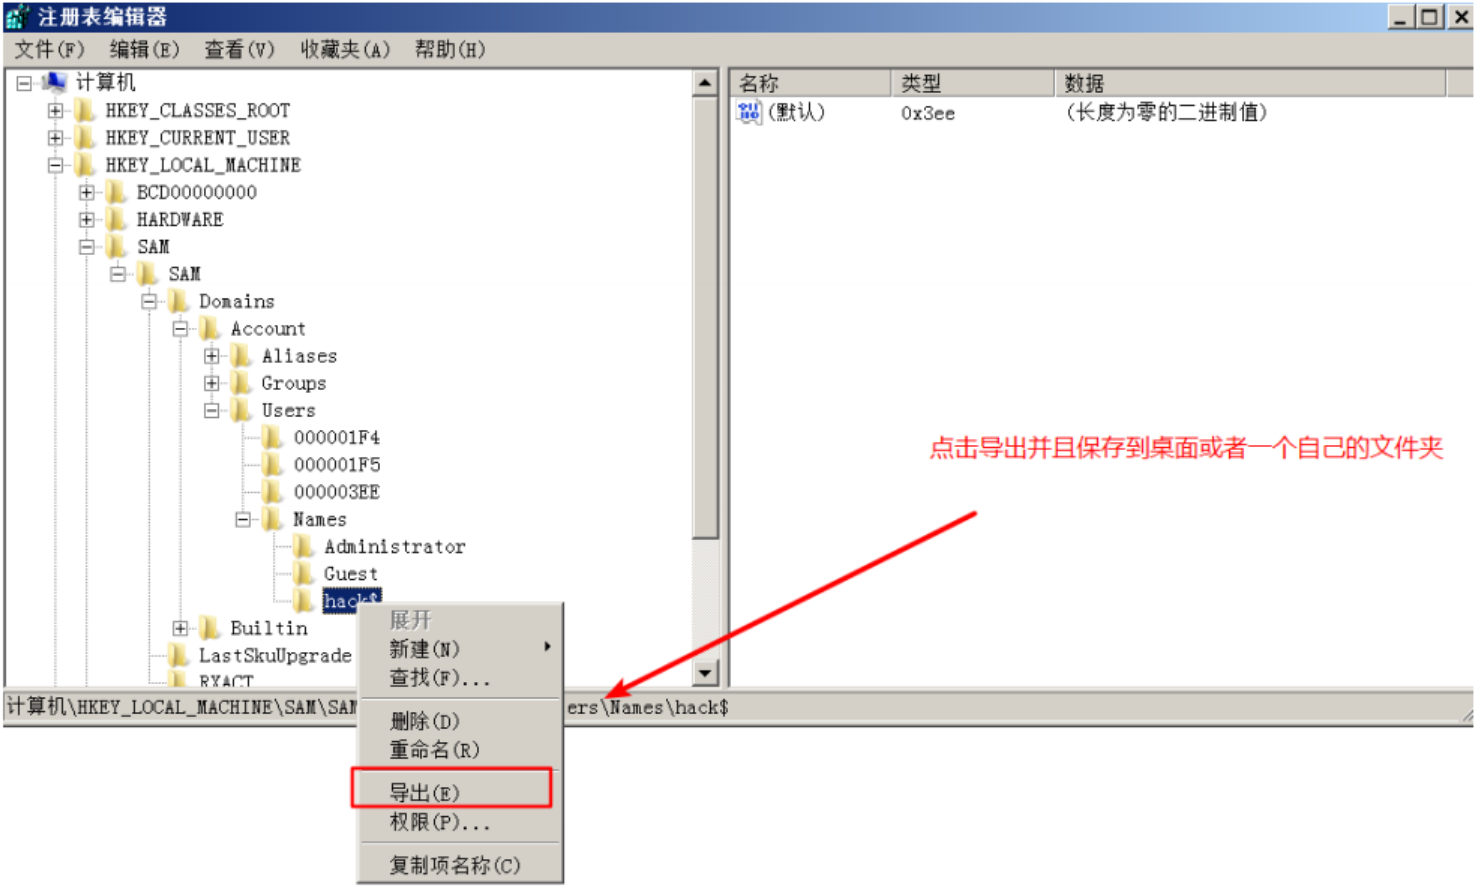 注册表编辑器
文件(F) 编辑(E) 查看(V) 收藏夹(A) 帮助(H)
计算机
HKEY_CLASSES_ROOT
HKEY_CURRENT_USER
HKEY_LOCAL_MACHINE
BCD00000000
HARDWARE
SAM
SAM
Domains
Account
Aliases
Groups
Users
000001F4
000001F5
000003EE
Names
Administrator
Guest
hack$
Builtin
LastSkuUpgrade
RXACT
名称 类型 数据
(默认) 0x3ee (长度为零的二进制值)
点击导出并且保存到桌面或者一个自己的文件夹
展开
新建(N)
查找(F)...
删除(D)
重命名(R)
导出(E)
权限(P)...
复制项名称(C)
计算机\HKEY_LOCAL_MACHINE\SAM\SAM ers\Names\hack$